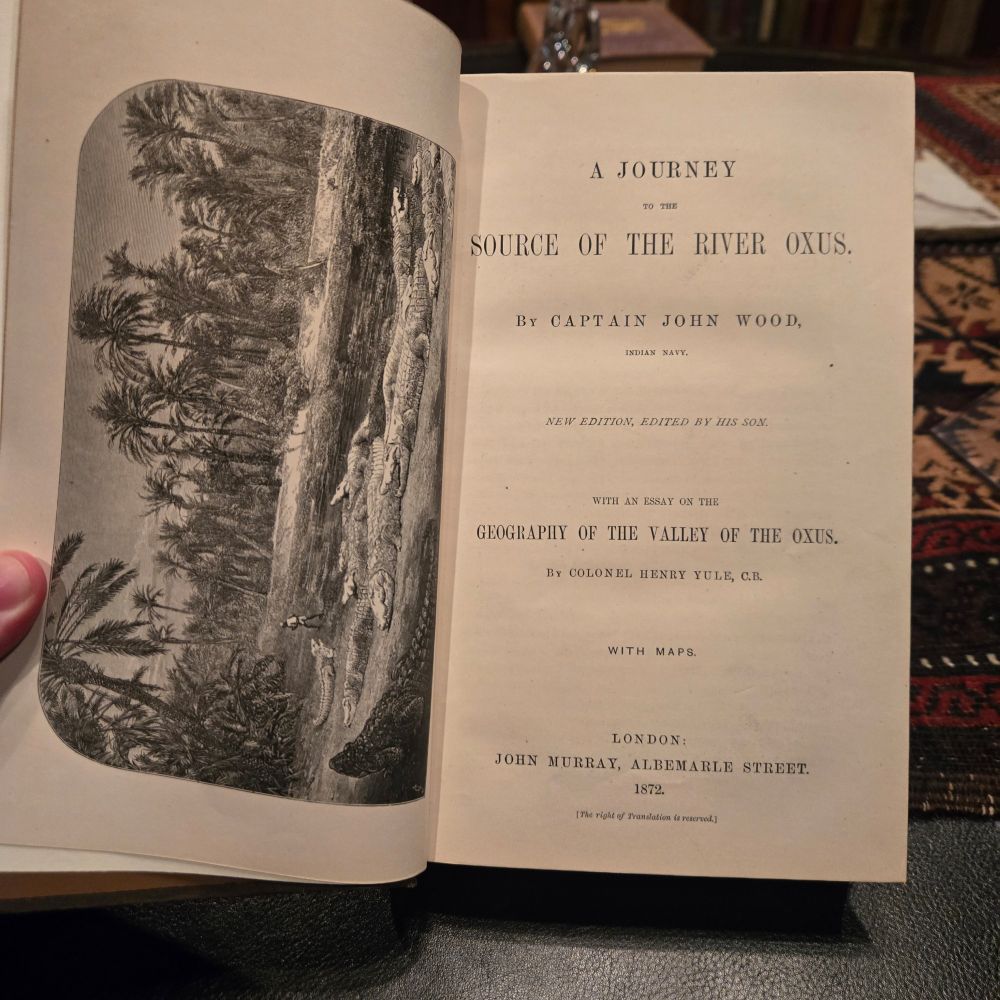 A JOURNEY
TO THE
SOURCE OF THE RIVER OXUS.
By CAPTAIN JOHN WOOD,
INDIAN NAVY.
NEW EDITION, EDITED BY HIS SON.
WITH AN ESSAY ON THE
GEOGRAPHY OF THE VALLEY OF THE OXUS.
By COLONEL HENRY YULE, C.B.
WITH MAPS.
LONDON:
JOHN MURRAY, ALBEMARLE STREET.
1872.
[The right of Translation is reserved.]